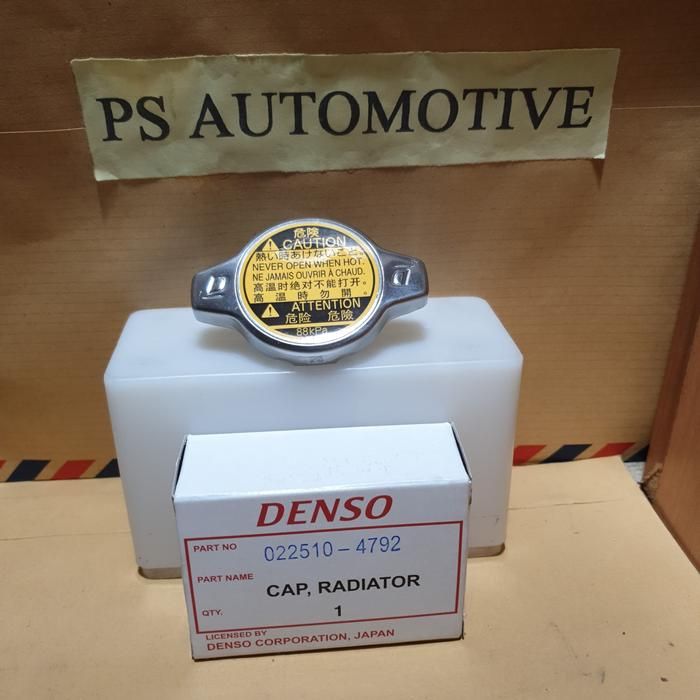 PS AUTOMOTIVE
危険
CAUTION
熱い時あけないこと。
NEVER OPEN WHEN HOT.
NE JAMAIS OUVRIR À CHAUD.
高温时绝对不能打开。
高温時勿開。
ATTENTION
危险 危險
88kPa
DENSO
PART NO 022510-4792
PART NAME CAP, RADIATOR
QTY. 1
LICENSED BY
DENSO CORPORATION, JAPAN